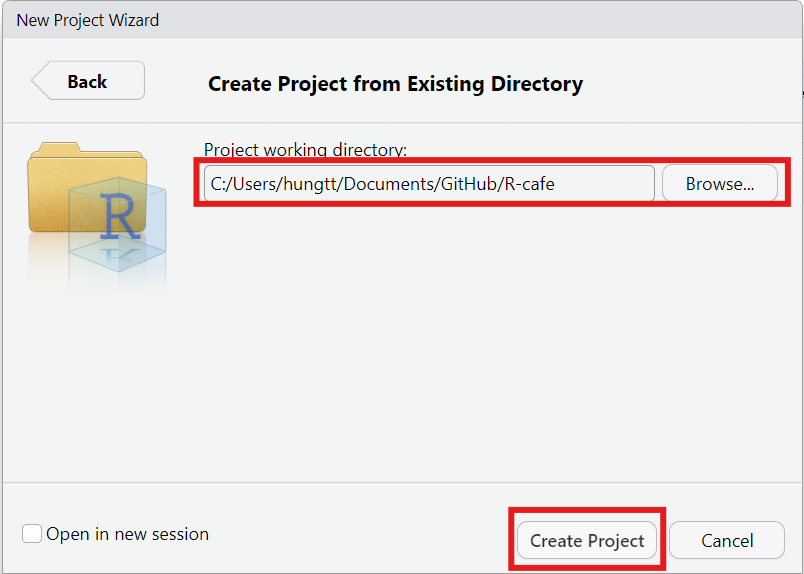 New Project Wizard
Back
Create Project from Existing Directory
Project working directory:
C:/Users/hungtt/Documents/GitHub/R-cafe
Browse...
R
Open in new session
Create Project
Cancel